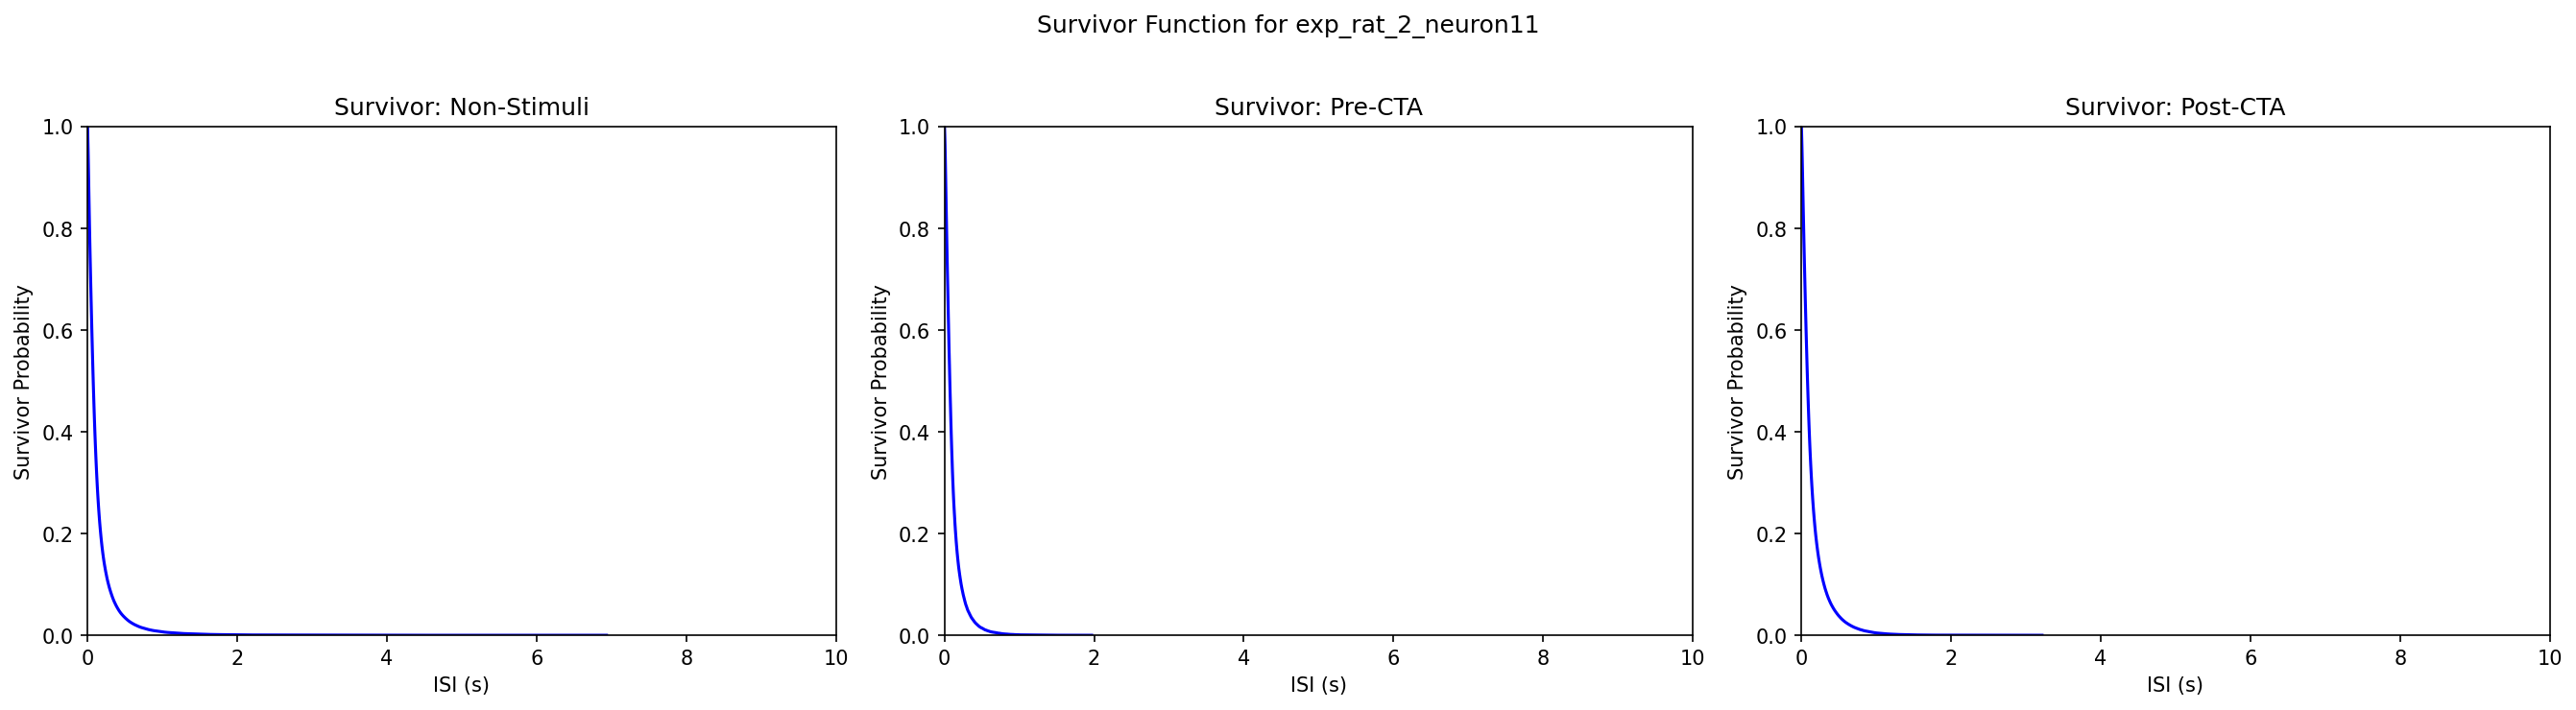 Survivor Function for exp_rat_2_neuron11
Survivor: Non-Stimuli
Survivor Probability
1.0
0.8
0.6
0.4
0.2
0.0
0 2 4 6 8 10
ISI (s)
Survivor: Pre-CTA
Survivor Probability
1.0
0.8
0.6
0.4
0.2
0.0
0 2 4 6 8 10
ISI (s)
Survivor: Post-CTA
Survivor Probability
1.0
0.8
0.6
0.4
0.2
0.0
0 2 4 6 8 10
ISI (s)